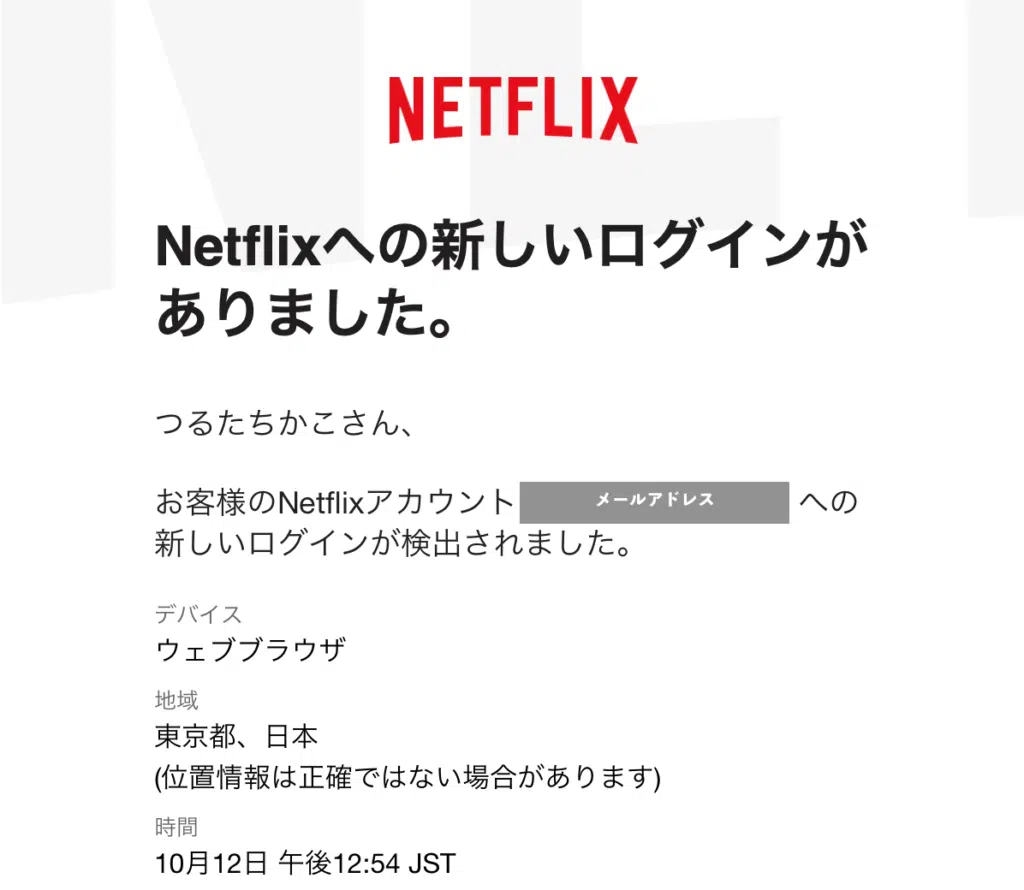 NETFLIX
Netflixへの新しいログインが
ありました。
つるたちかこさん、
お客様のNetflixアカウント メールアドレス への
新しいログインが検出されました。
デバイス
ウェブブラウザ
地域
東京都、日本
(位置情報は正確ではない場合があります)
時間
10月12日 午後12:54 JST